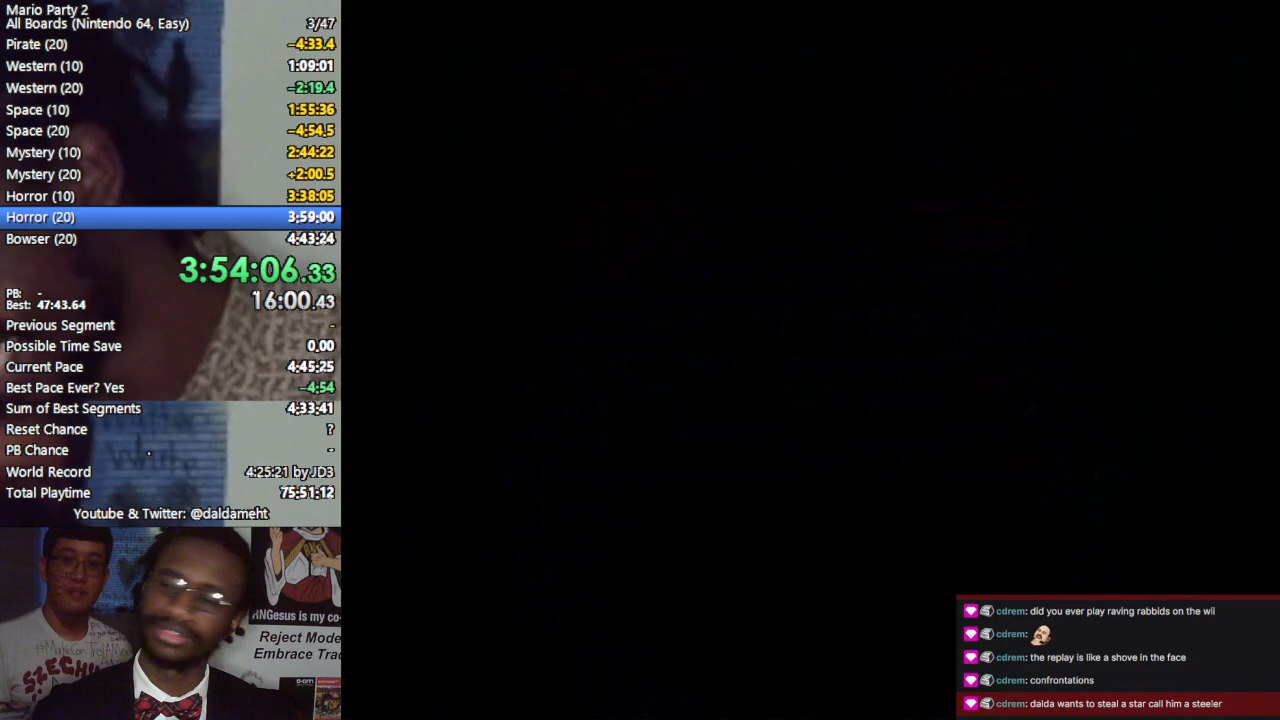 Mario Party 2
All Boards (Nintendo 64, Easy) 3/47
Pirate (20) −4:33.4
Western (10) 1:09:01
Western (20) −2:19.4
Space (10) 1:55:36
Space (20) −4:54.5
Mystery (10) 2:44:22
Mystery (20) +2:00.5
Horror (10) 3:38:05
Horror (20) 3:59:00
Bowser (20) 4:43:24
3:54:06.33
PB: -
Best: 47:43.64
16:00.43
Previous Segment -
Possible Time Save 0.00
Current Pace 4:45:25
Best Pace Ever? Yes −4:54
Sum of Best Segments 4:33:41
Reset Chance ?
PB Chance -
World Record 4:25:21 by JD3
Total Playtime 75:51:12
Youtube & Twitter: @daldameht
RNGesus is my co-
Reject Mode
Embrace Tra
cdrem: did you ever play raving rabbids on the wii
cdrem:
cdrem: the replay is like a shove in the face
cdrem: confrontations
cdrem: dalda wants to steal a star call him a steeler